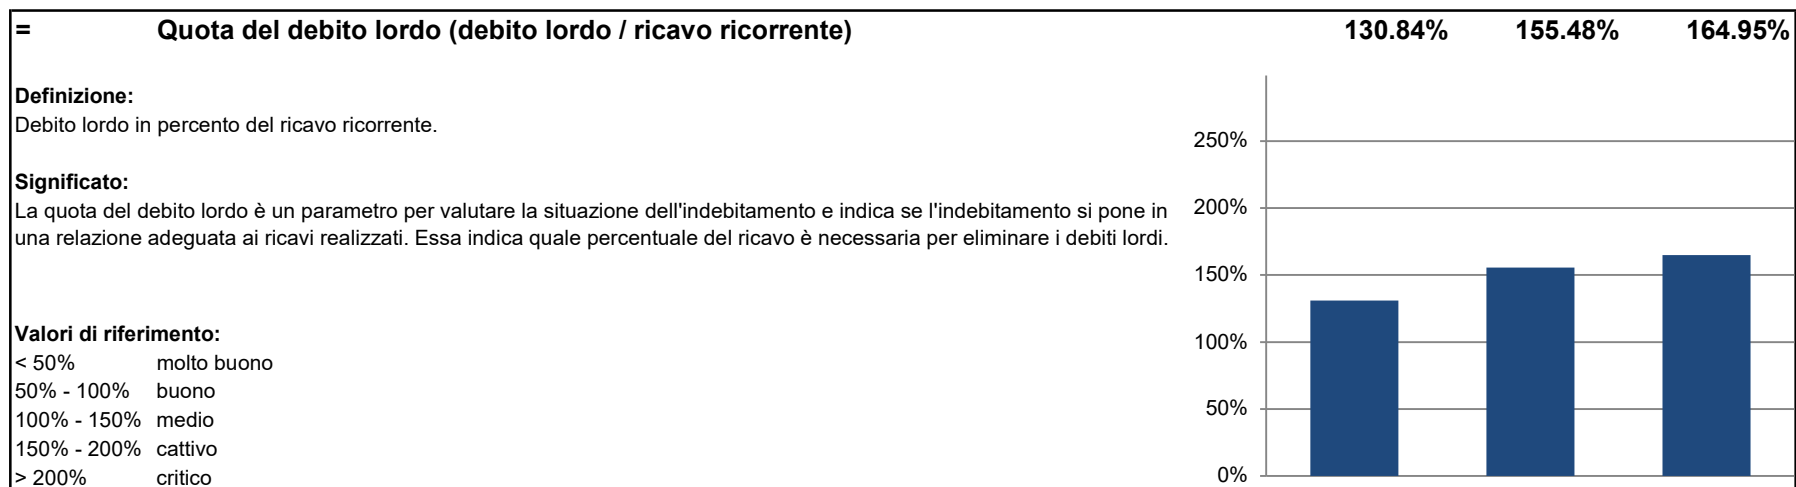 = Quota del debito lordo (debito lordo / ricavo ricorrente) 130.84% 155.48% 164.95%
Definizione:
Debito lordo in percento del ricavo ricorrente.
Significato:
La quota del debito lordo è un parametro per valutare la situazione dell'indebitamento e indica se l'indebitamento si pone in
una relazione adeguata ai ricavi realizzati. Essa indica quale percentuale del ricavo è necessaria per eliminare i debiti lordi.
Valori di riferimento:
< 50% molto buono
50% - 100% buono
100% - 150% medio
150% - 200% cattivo
> 200% critico
250%
200%
150%
100%
50%
0%